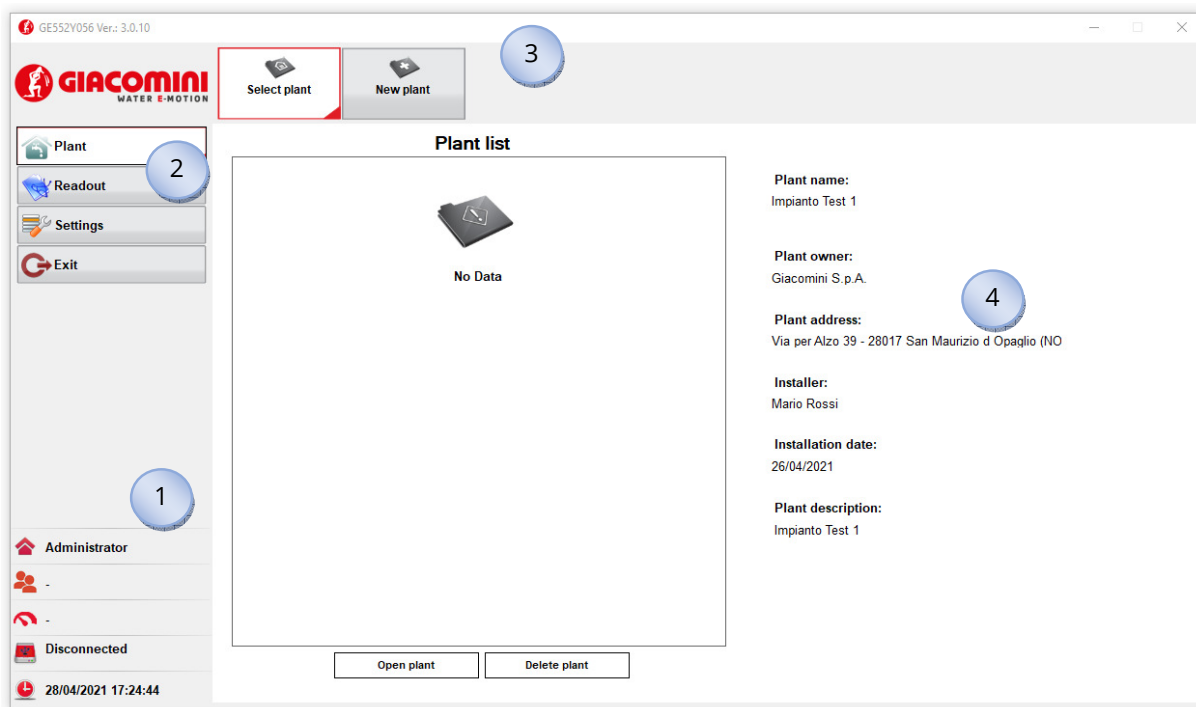 GE552Y056 Ver.: 3.0.10
GIACOMINI
WATER E-MOTION
Select plant
New plant
3
Plant
2
Readout
Settings
Exit
Plant list
No Data
Plant name:
Impianto Test 1
Plant owner:
Giacomini S.p.A.
4
Plant address:
Via per Alzo 39 - 28017 San Maurizio d Opaglio (NO
Installer:
Mario Rossi
Installation date:
26/04/2021
Plant description:
Impianto Test 1
1
Administrator
-
-
Disconnected
28/04/2021 17:24:44
Open plant
Delete plant